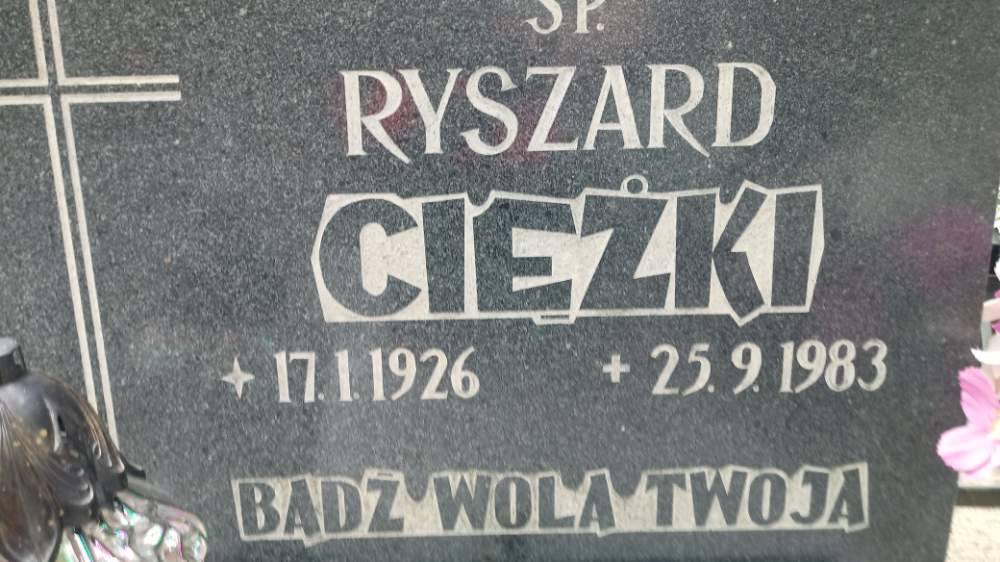 ŚP.
RYSZARD
CIĘŻKI
17.1.1926 + 25.9.1983
BĄDŹ WOLA TWOJA